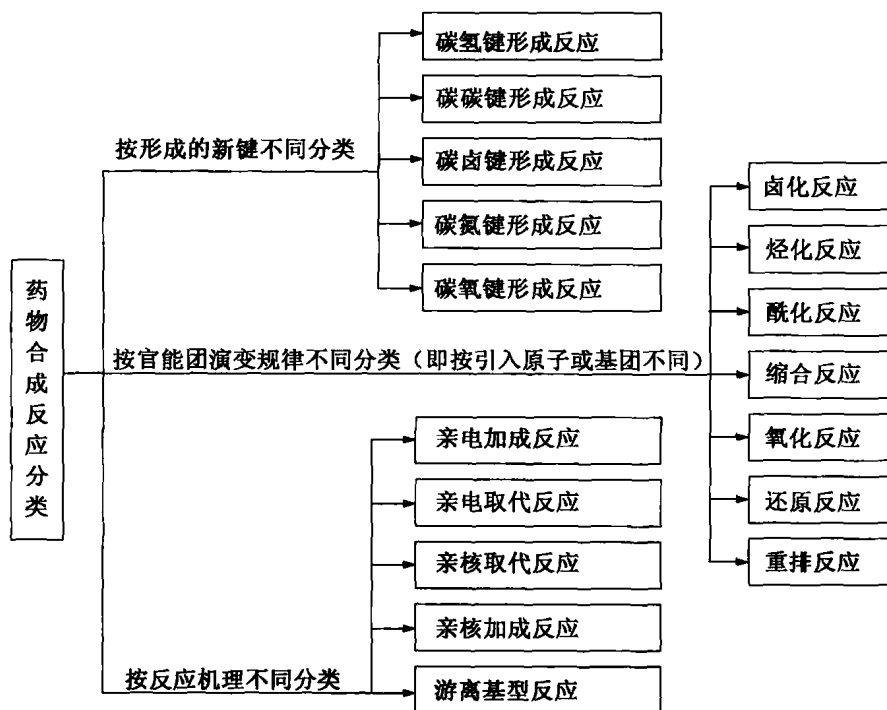 药物合成反应分类
按形成的新键不同分类
碳氢键形成反应
碳碳键形成反应
碳卤键形成反应
碳氮键形成反应
碳氧键形成反应
按官能团演变规律不同分类（即按引入原子或基团不同）
卤化反应
烃化反应
酰化反应
缩合反应
氧化反应
还原反应
重排反应
按反应机理不同分类
亲电加成反应
亲电取代反应
亲核取代反应
亲核加成反应
游离基型反应